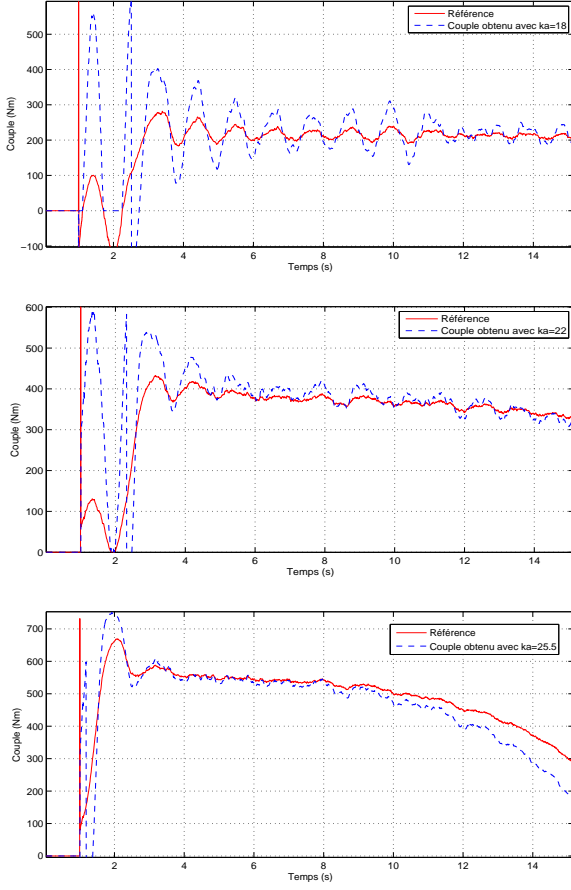 Référence
Couple obtenu avec ka=18
Couple (Nm)
500
400
300
200
100
0
−100
2 4 6 8 10 12 14
Temps (s)
Référence
Couple obtenu avec ka=22
Couple (Nm)
600
500
400
300
200
100
0
2 4 6 8 10 12 14
Temps (s)
Référence
Couple obtenu avec ka=25.5
Couple (Nm)
700
600
500
400
300
200
100
0
2 4 6 8 10 12 14
Temps (s)